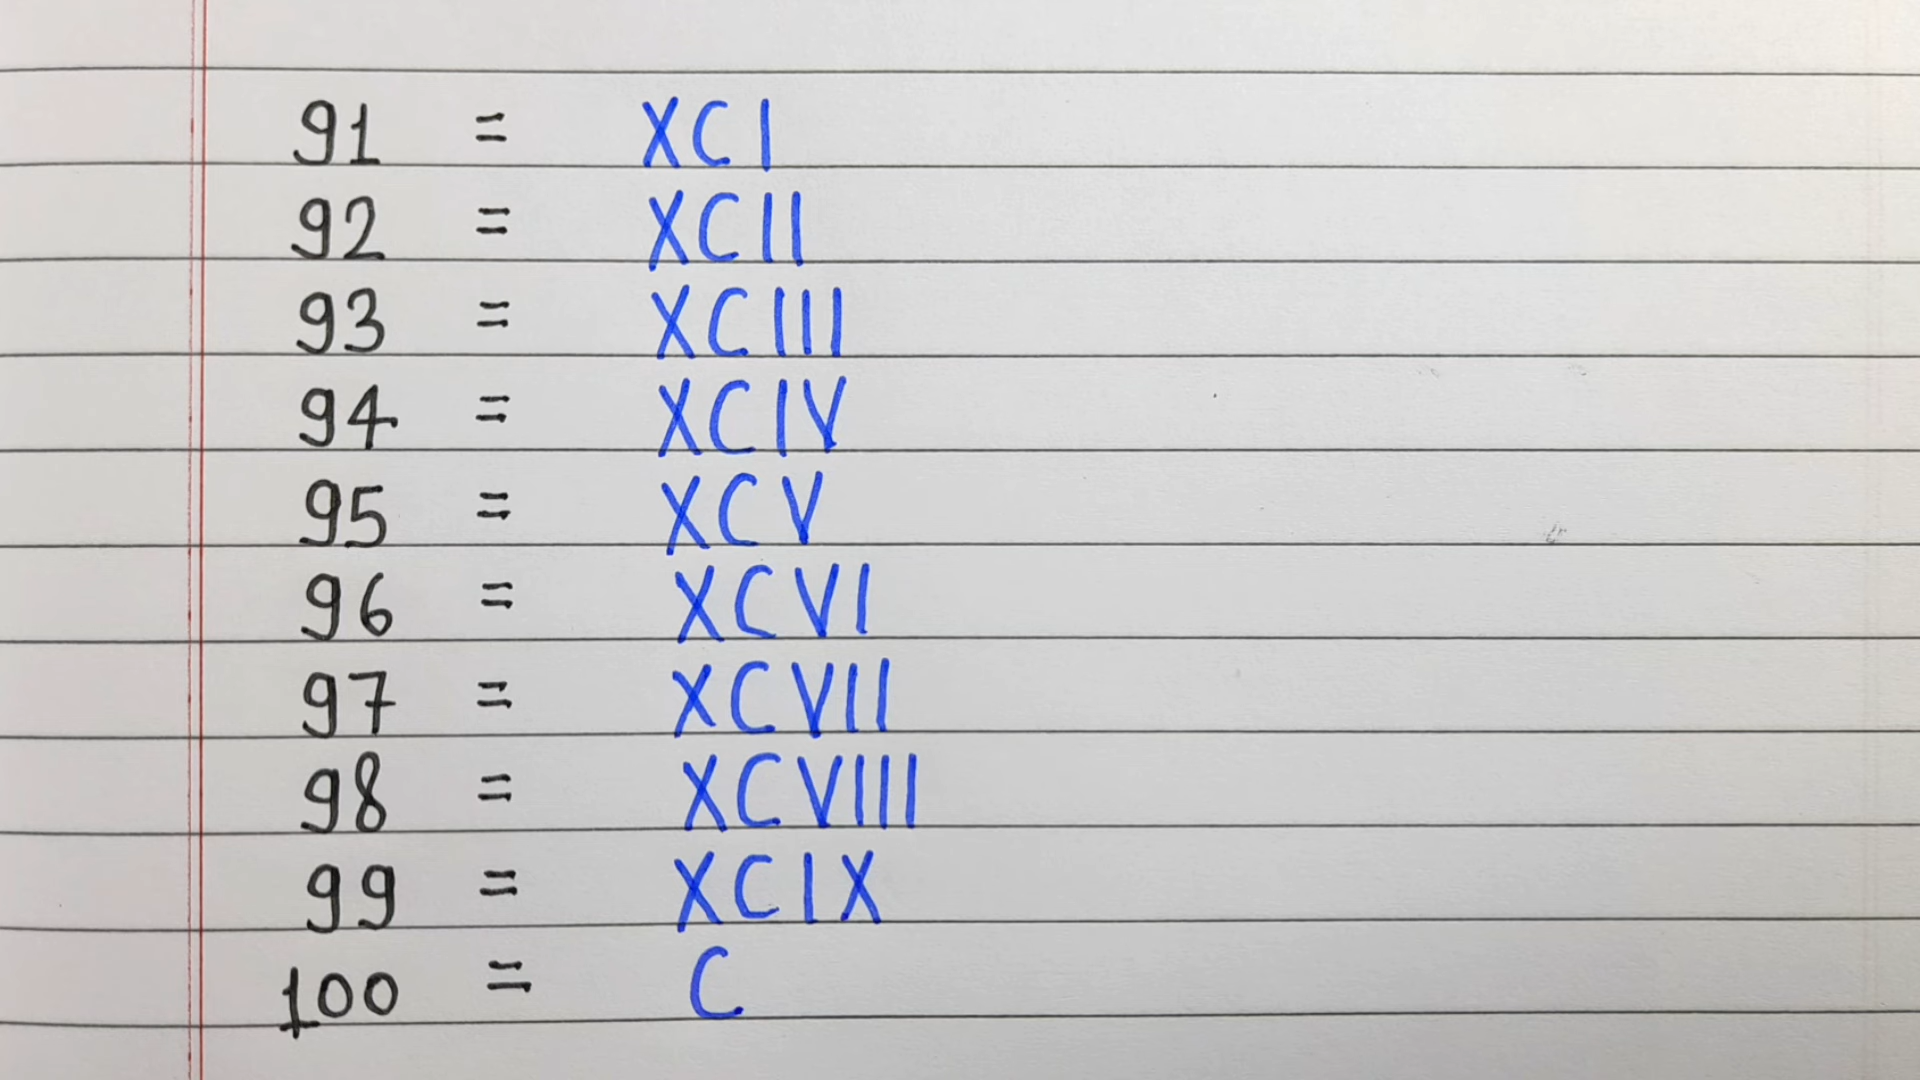 91 = XCI
92 = XCII
93 = XCIII
94 = XCIV
95 = XCV
96 = XCVI
97 = XCVII
98 = XCVIII
99 = XCIX
100 = C